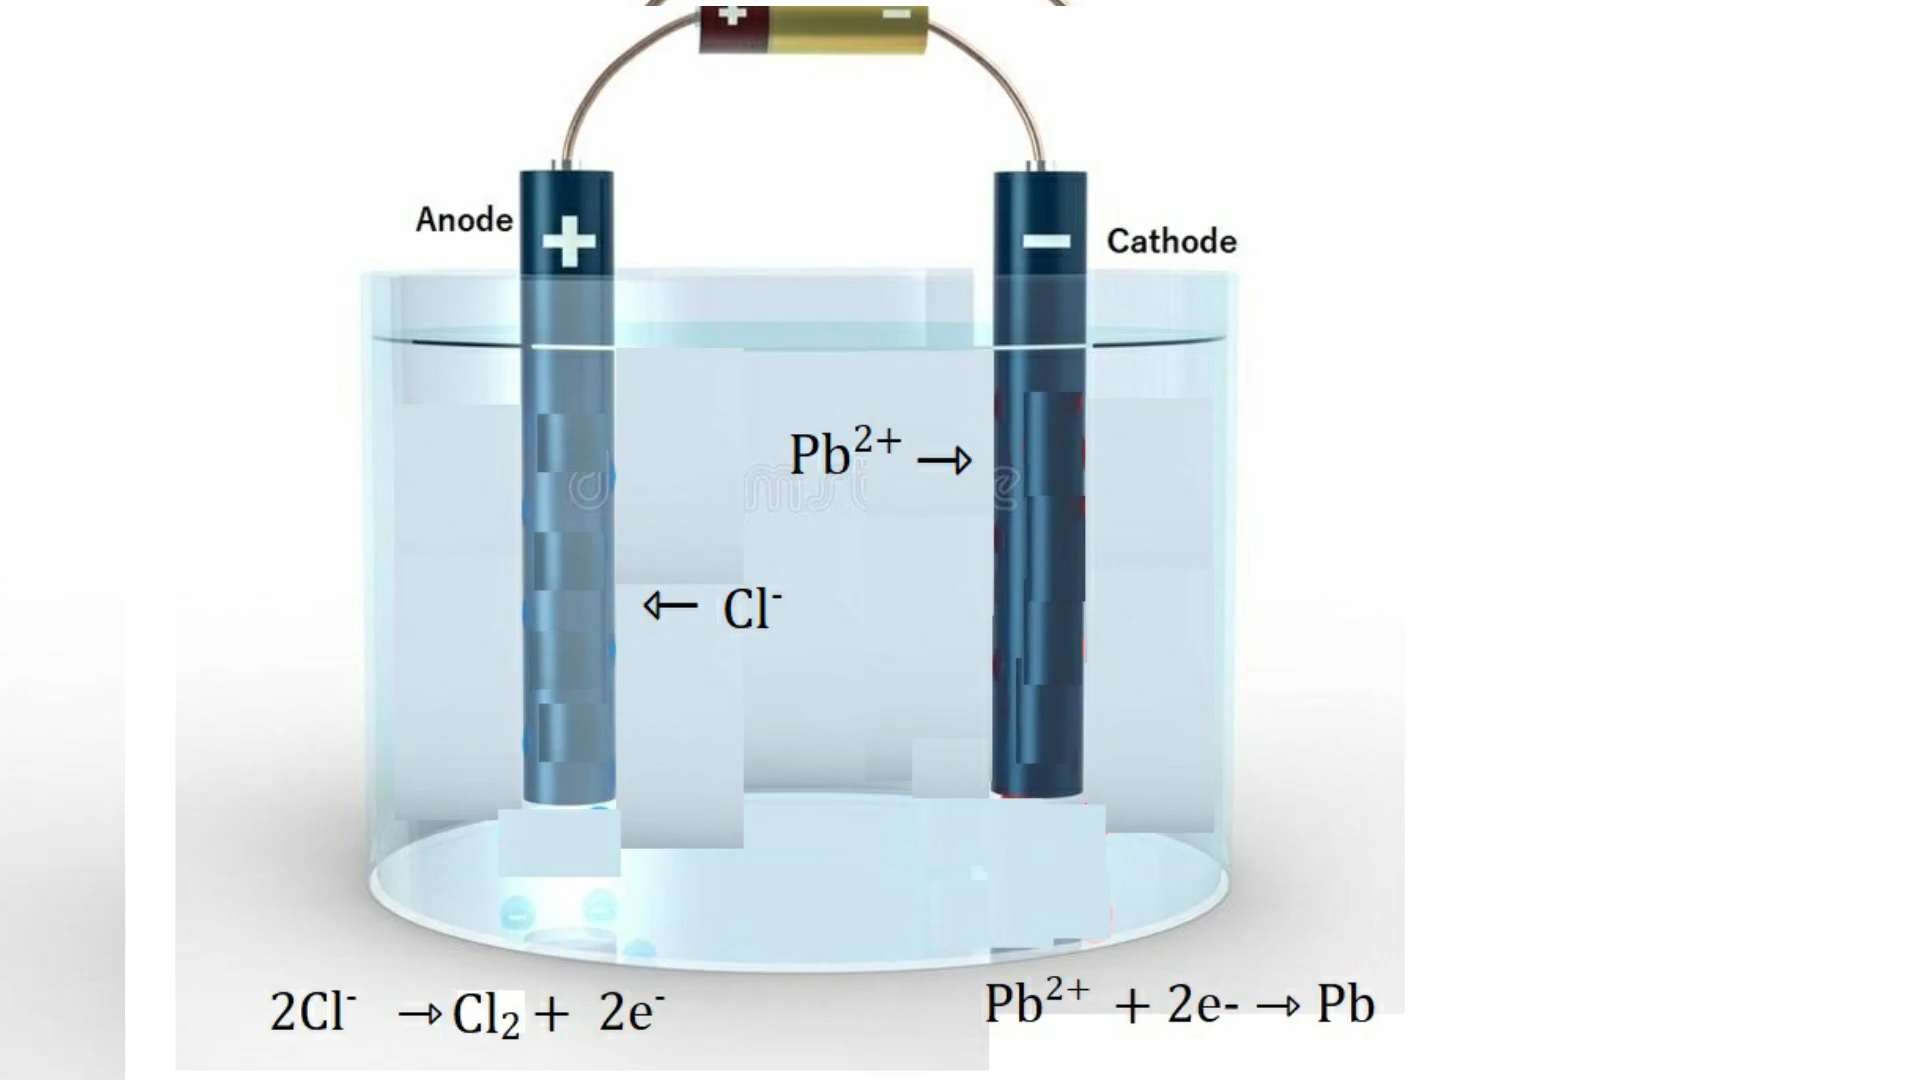 + −
Anode + − Cathode
Pb²⁺ →
← Cl⁻
2Cl⁻ → Cl₂ + 2e⁻
Pb²⁺ + 2e- → Pb